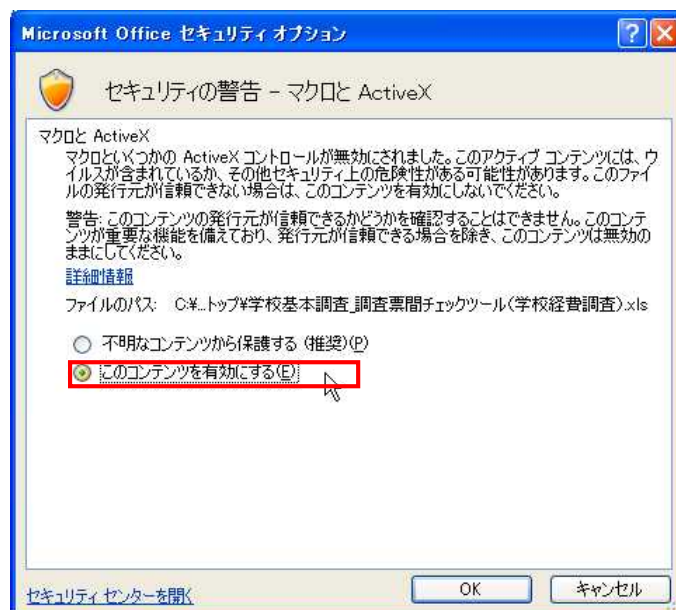 Microsoft Office セキュリティ オプション
セキュリティの警告 - マクロと ActiveX
マクロと ActiveX
マクロといくつかの ActiveX コントロールが無効にされました。このアクティブ コンテンツには、ウ
イルスが含まれているか、その他セキュリティ上の危険性がある可能性があります。このファイ
ルの発行元が信頼できない場合は、このコンテンツを有効にしないでください。
警告: このコンテンツの発行元が信頼できるかどうかを確認することはできません。このコンテ
ンツが重要な機能を備えており、発行元が信頼できる場合を除き、このコンテンツは無効の
ままにしてください。
詳細情報
ファイルのパス: C:¥...トップ¥学校基本調査_調査票間チェックツール(学校経費調査).xls
不明なコンテンツから保護する (推奨)(P)
このコンテンツを有効にする(E)
セキュリティ センターを開く
OK
キャンセル